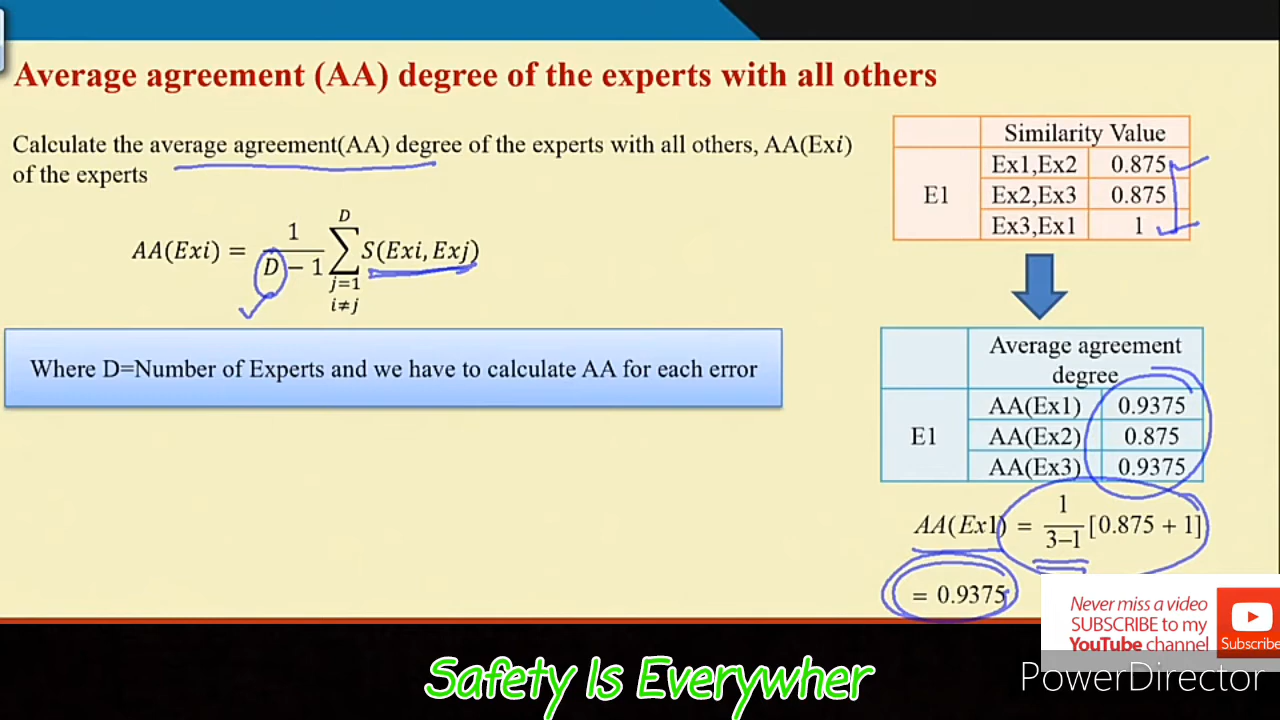 Average agreement (AA) degree of the experts with all others
Calculate the average agreement(AA) degree of the experts with all others, AA(Exi)
of the experts
AA(Exi) = 1/(D − 1) ∑ D j=1 i≠j S(Exi, Exj)
Where D=Number of Experts and we have to calculate AA for each error
Similarity Value
E1
Ex1,Ex2 0.875
Ex2,Ex3 0.875
Ex3,Ex1 1
Average agreement
degree
E1
AA(Ex1) 0.9375
AA(Ex2) 0.875
AA(Ex3) 0.9375
AA(Ex1) = 1/(3−1) [0.875 + 1]
= 0.9375
Never miss a video
SUBSCRIBE to my
YouTube channel
Subscribe
Safety Is Everywher
PowerDirector